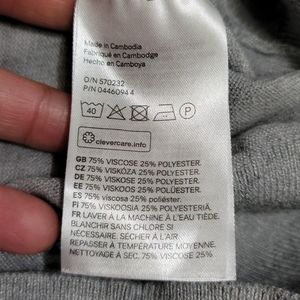 Made in Cambodia
Fabriqué en Cambodge
Hecho en Camboya
O/N 570232
P/N 04460944
40
P
clevercare.info
GB 75% VISCOSE 25% POLYESTER.
CZ 75% VISKÓZA 25% POLYESTER.
DE 75% VISKOSE 25% POLYESTER.
EE 75% VISKOOS 25% POLÜESTER.
ES 75% viscosa 25% poliéster
FI 75% VISKOOSI 25% POLYESTERI.
FR LAVER À LA MACHINE À L'EAU TIÈDE.
BLANCHIR SANS CHLORE SI
NÉCESSAIRE. SÉCHER À L'AIR.
REPASSER À TEMPÉRATURE MOYENNE.
NETTOYAGE À SEC. 75% VISCOSE 25%